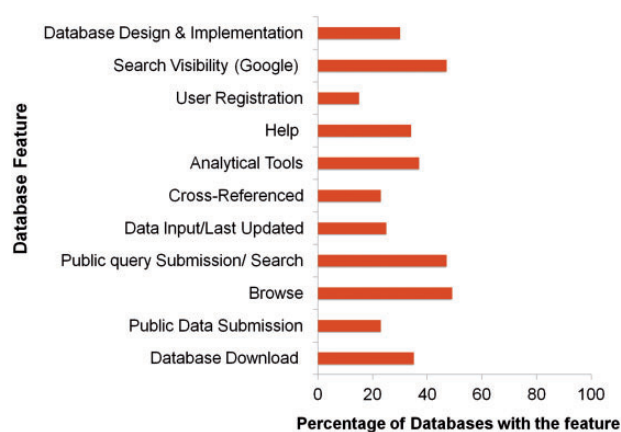 Database Feature
Database Design & Implementation
Search Visibility (Google)
User Registration
Help
Analytical Tools
Cross-Referenced
Data Input/Last Updated
Public query Submission/ Search
Browse
Public Data Submission
Database Download
0 20 40 60 80 100
Percentage of Databases with the feature